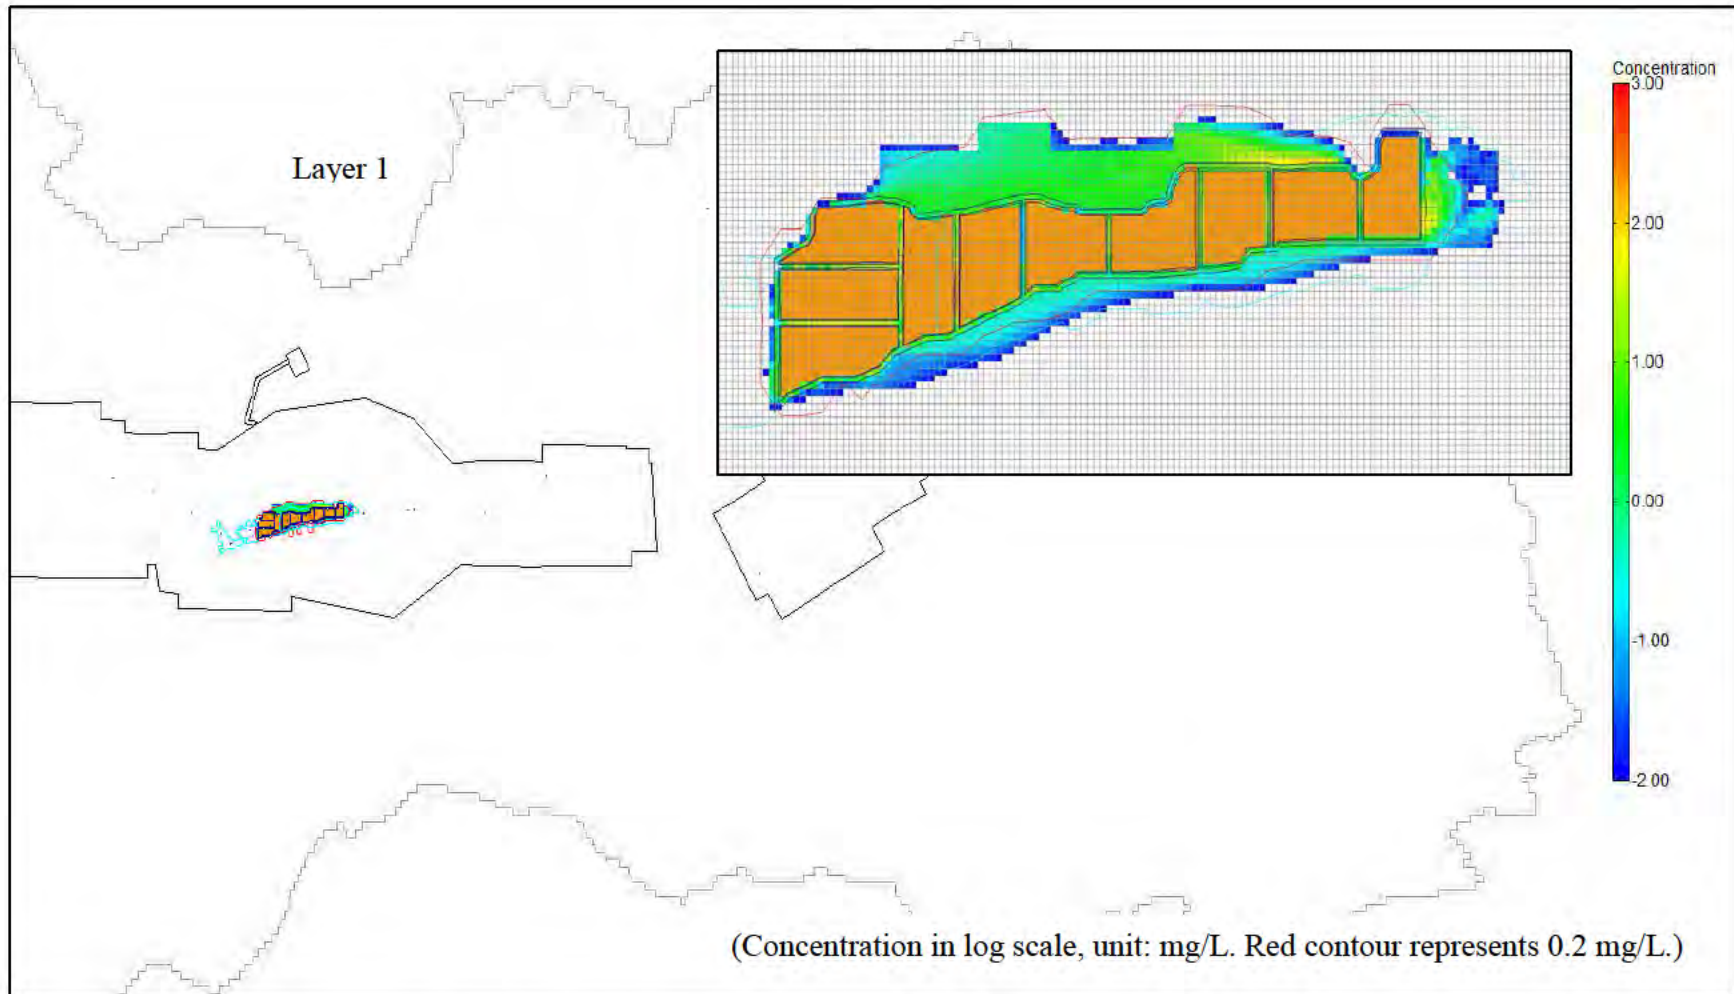 Layer 1
Concentration
3.00
2.00
1.00
0.00
-1.00
-2.00
(Concentration in log scale, unit: mg/L. Red contour represents 0.2 mg/L.)